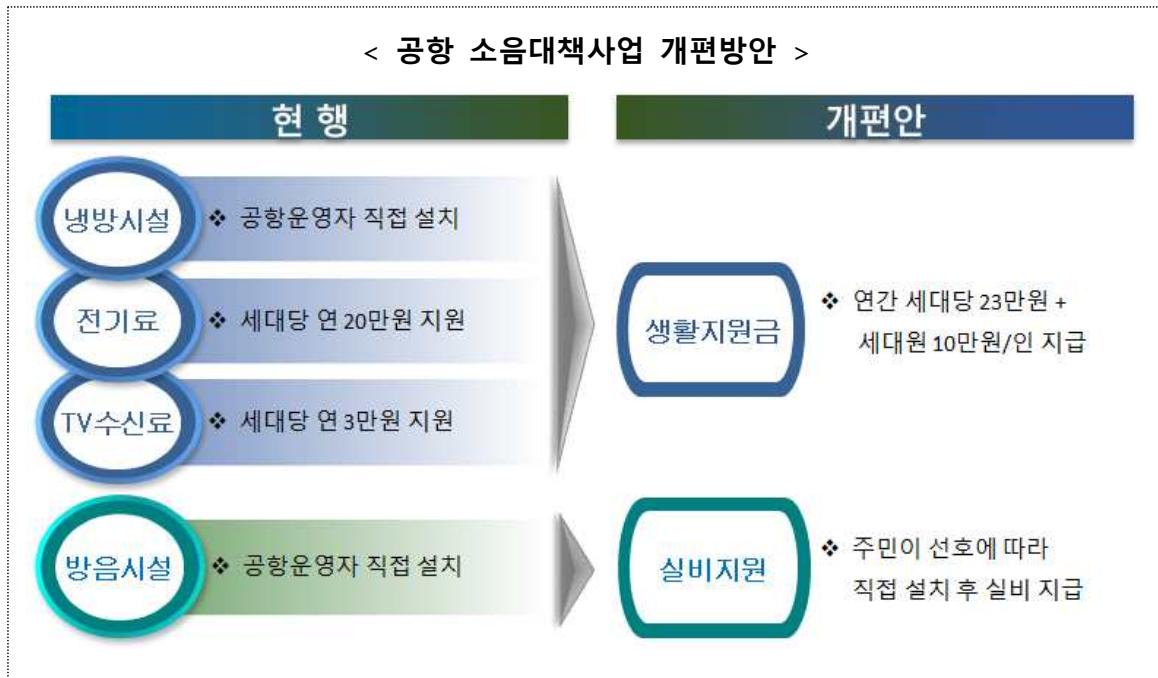 < 공항 소음대책사업 개편방안 >
현 행
개편안
냉방시설
❖ 공항운영자 직접 설치
전기료
❖ 세대당 연 20만원 지원
TV수신료
❖ 세대당 연 3만원 지원
생활지원금
❖ 연간 세대당 23만원 +
세대원 10만원/인 지급
방음시설
❖ 공항운영자 직접 설치
실비지원
❖ 주민이 선호에 따라
직접 설치 후 실비 지급